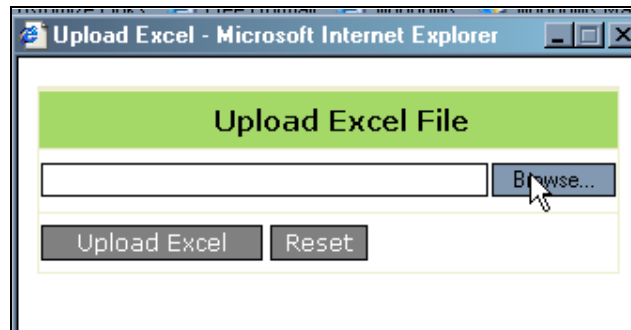 Upload Excel - Microsoft Internet Explorer
Upload Excel File
Browse...
Upload Excel
Reset